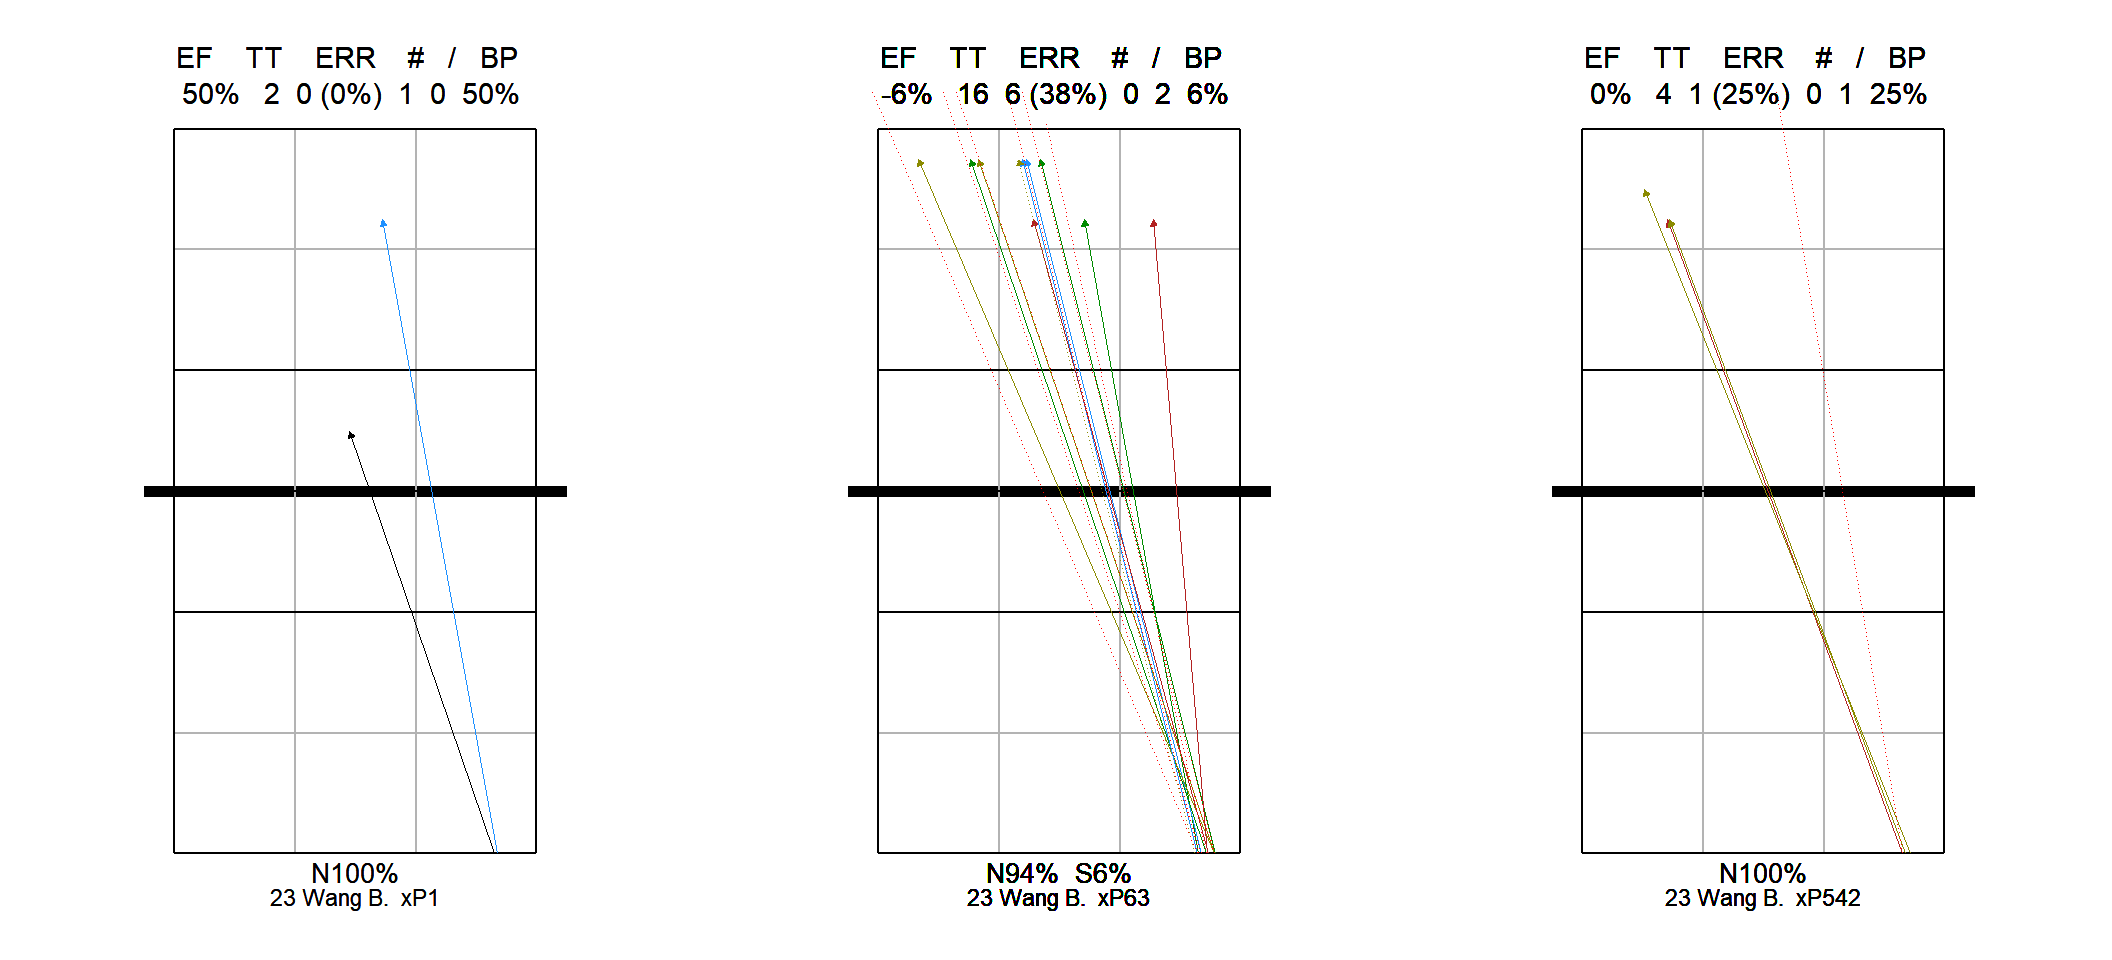 EF TT ERR # / BP
50% 2 0 (0%) 1 0 50%
N100%
23 Wang B. xP1
EF TT ERR # / BP
-6% 16 6 (38%) 0 2 6%
N94% S6%
23 Wang B. xP63
EF TT ERR # / BP
0% 4 1 (25%) 0 1 25%
N100%
23 Wang B. xP542